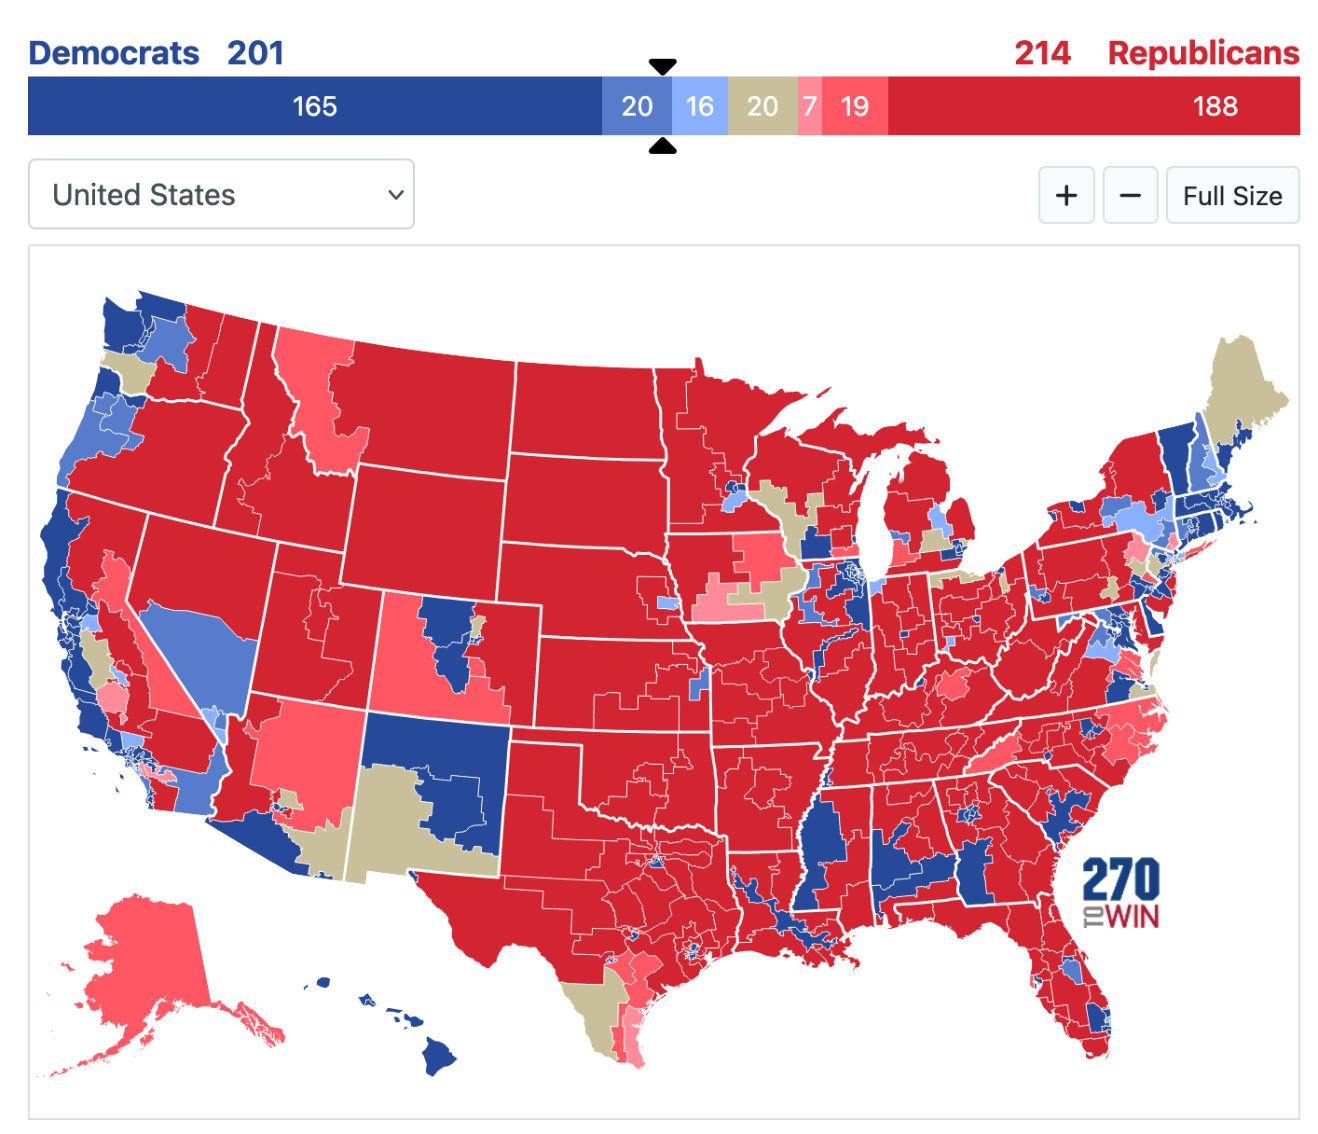 Democrats 201 214 Republicans
165 20 16 20 7 19 188
United States + − Full Size
270
TO WIN